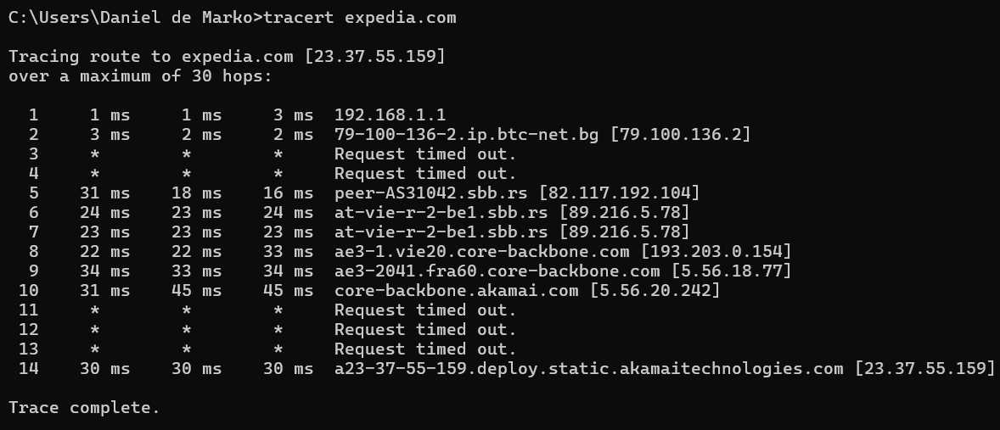 C:\Users\Daniel de Marko>tracert expedia.com
Tracing route to expedia.com [23.37.55.159]
over a maximum of 30 hops:
1 1 ms 1 ms 3 ms 192.168.1.1
2 3 ms 2 ms 2 ms 79-100-136-2.ip.btc-net.bg [79.100.136.2]
3 * * * Request timed out.
4 * * * Request timed out.
5 31 ms 18 ms 16 ms peer-AS31042.sbb.rs [82.117.192.104]
6 24 ms 23 ms 24 ms at-vie-r-2-be1.sbb.rs [89.216.5.78]
7 23 ms 23 ms 23 ms at-vie-r-2-be1.sbb.rs [89.216.5.78]
8 22 ms 22 ms 33 ms ae3-1.vie20.core-backbone.com [193.203.0.154]
9 34 ms 33 ms 34 ms ae3-2041.fra60.core-backbone.com [5.56.18.77]
10 31 ms 45 ms 45 ms core-backbone.akamai.com [5.56.20.242]
11 * * * Request timed out.
12 * * * Request timed out.
13 * * * Request timed out.
14 30 ms 30 ms 30 ms a23-37-55-159.deploy.static.akamaitechnologies.com [23.37.55.159]
Trace complete.